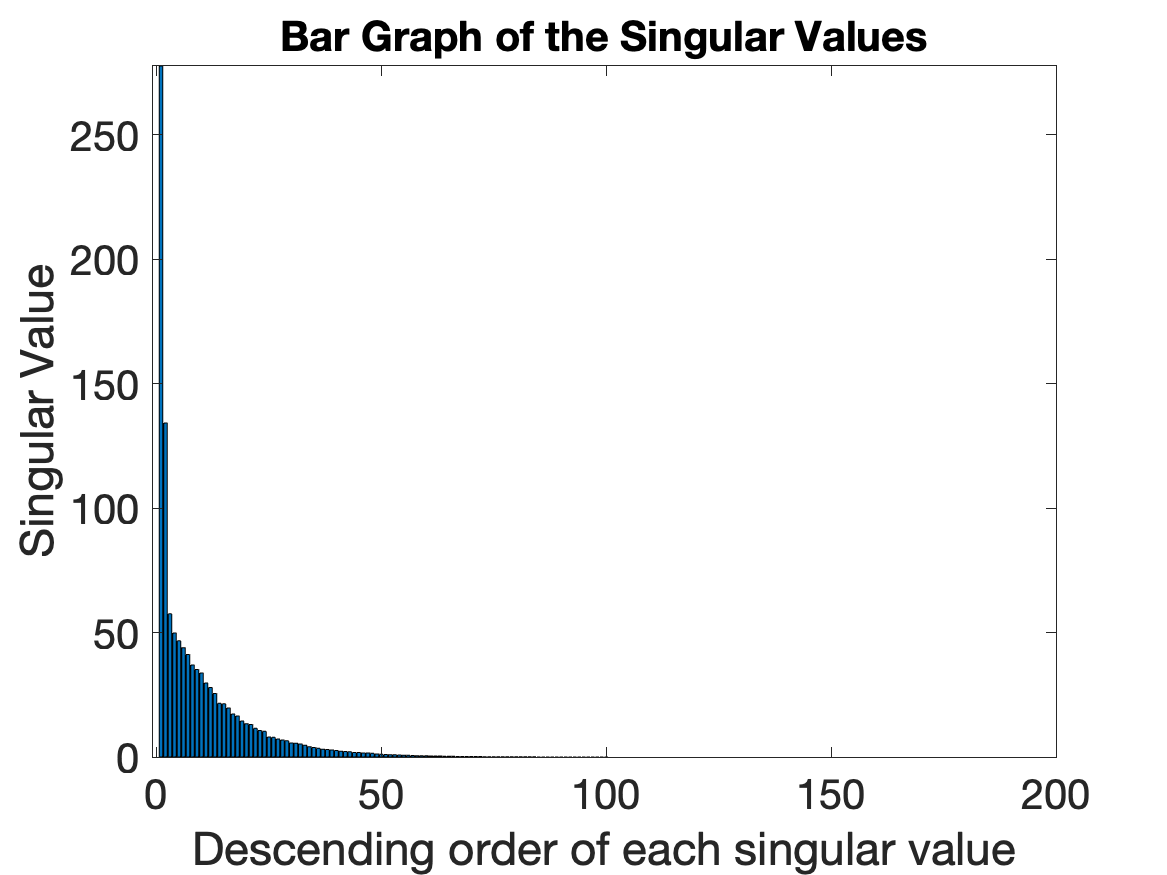 Bar Graph of the Singular Values
250
200
150
100
50
0
Singular Value
0 50 100 150 200
Descending order of each singular value